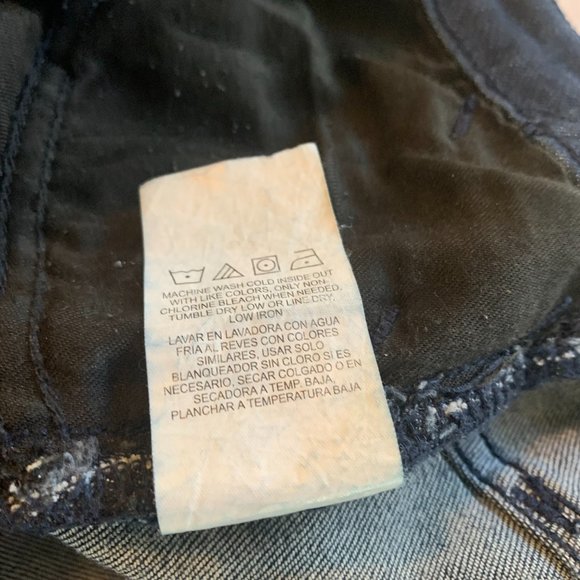 MACHINE WASH COLD INSIDE OUT
WITH LIKE COLORS, ONLY NON-
CHLORINE BLEACH WHEN NEEDED.
TUMBLE DRY LOW OR LINE DRY.
LOW IRON
LAVAR EN LAVADORA CON AGUA
FRIA AL REVES CON COLORES
SIMILARES, USAR SOLO
BLANQUEADOR SIN CLORO SI ES
NECESARIO, SECAR COLGADO O
SECADORA A TEMP. BAJA,
PLANCHAR A TEMPERATURA BAJA